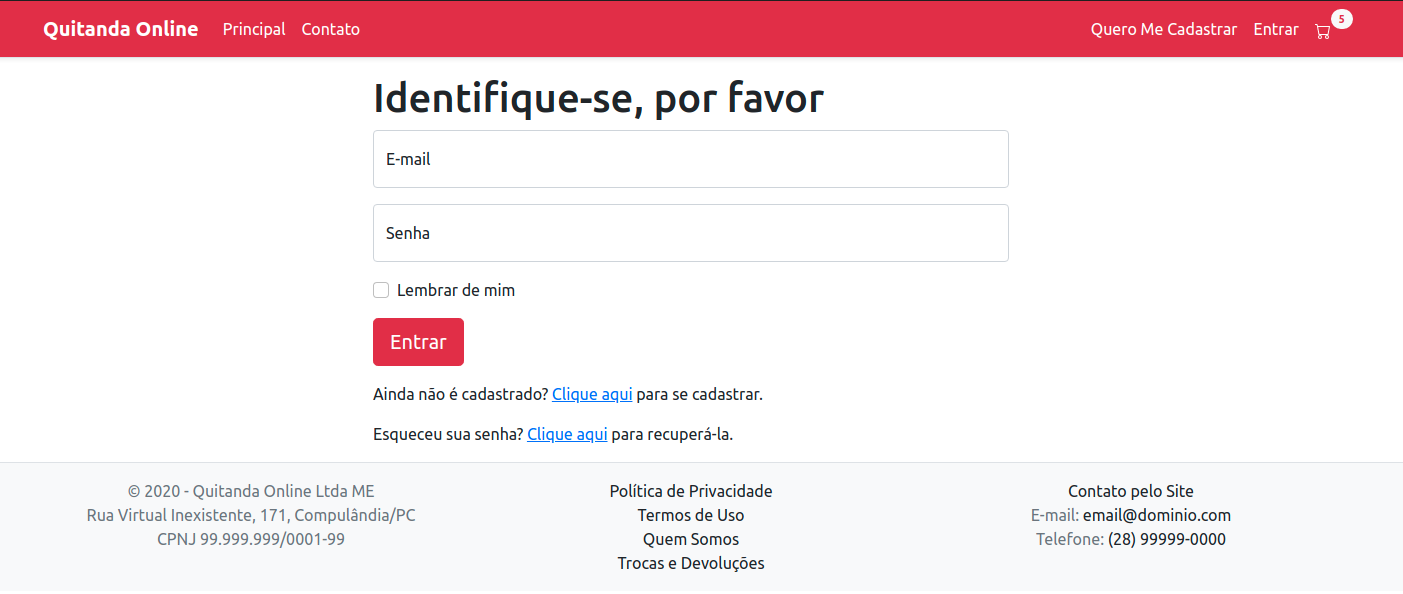 Quitanda Online Principal Contato Quero Me Cadastrar Entrar 5
Identifique-se, por favor
E-mail
Senha
Lembrar de mim
Entrar
Ainda não é cadastrado? Clique aqui para se cadastrar.
Esqueceu sua senha? Clique aqui para recuperá-la.
© 2020 - Quitanda Online Ltda ME
Rua Virtual Inexistente, 171, Compulândia/PC
CPNJ 99.999.999/0001-99
Política de Privacidade
Termos de Uso
Quem Somos
Trocas e Devoluções
Contato pelo Site
E-mail: email@dominio.com
Telefone: (28) 99999-0000